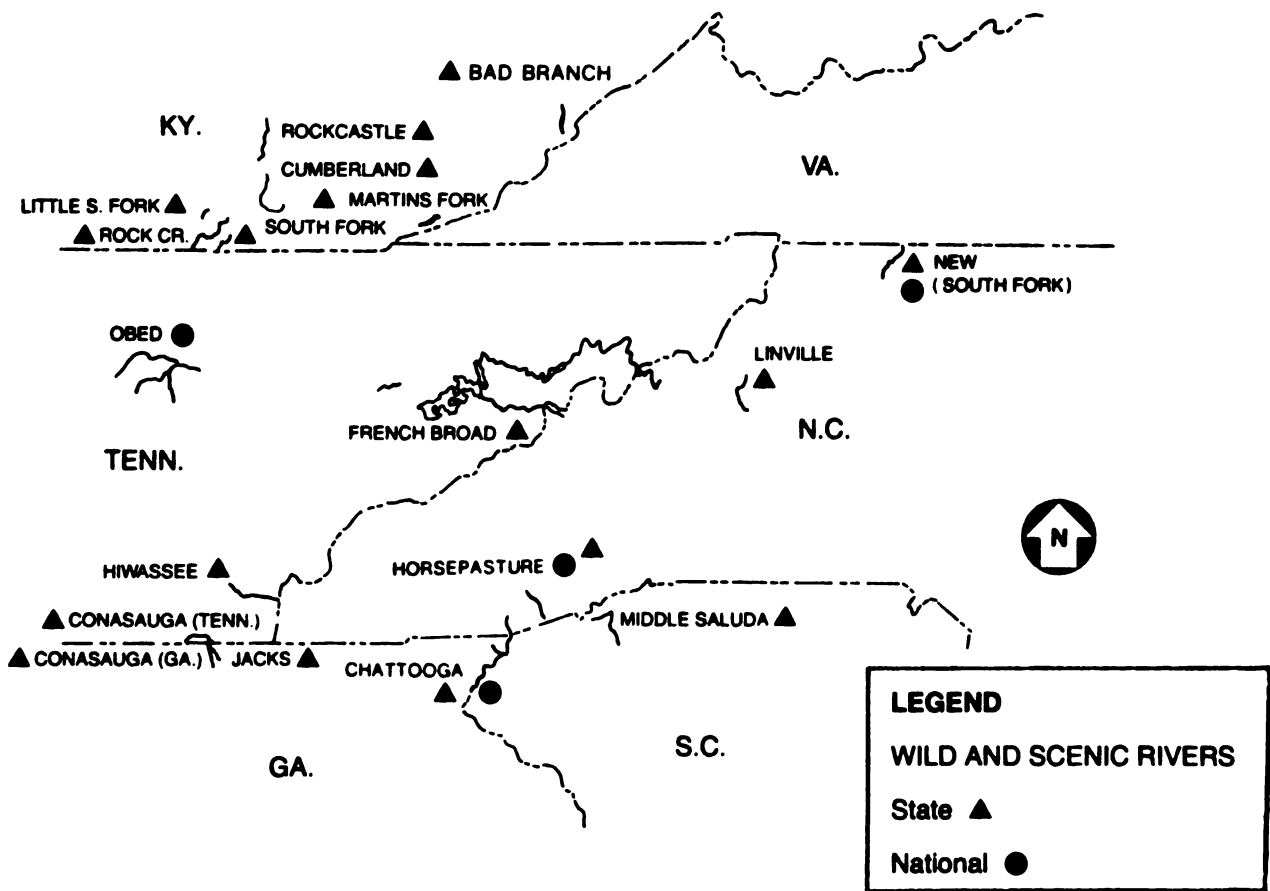 BAD BRANCH
KY.
ROCKCASTLE
VA.
CUMBERLAND
MARTINS FORK
LITTLE S. FORK
SOUTH FORK
ROCK CR.
NEW
(SOUTH FORK)
OBED
LINVILLE
FRENCH BROAD
N.C.
TENN.
N
HIWASSEE
HORSEPASTURE
CONASAUGA (TENN.)
MIDDLE SALUDA
CONASAUGA (GA.)
JACKS
CHATTOOGA
GA.
S.C.
LEGEND
WILD AND SCENIC RIVERS
State
National